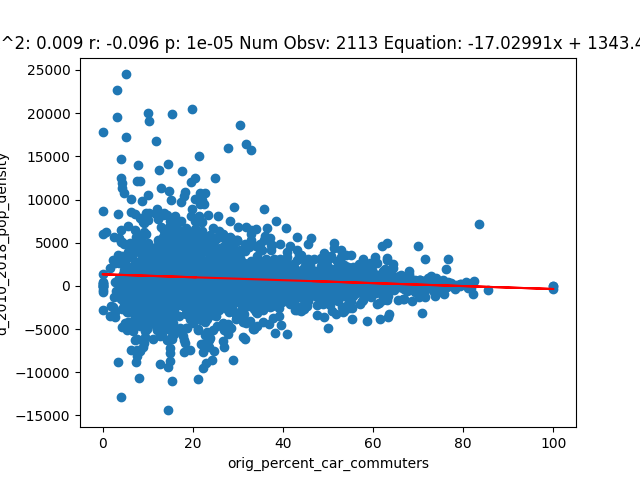 ^2: 0.009 r: -0.096 p: 1e-05 Num Obsv: 2113 Equation: -17.02991x + 1343.4
d_2010_2018_pop_density
25000
20000
15000
10000
5000
0
−5000
−10000
−15000
0 20 40 60 80 100
orig_percent_car_commuters